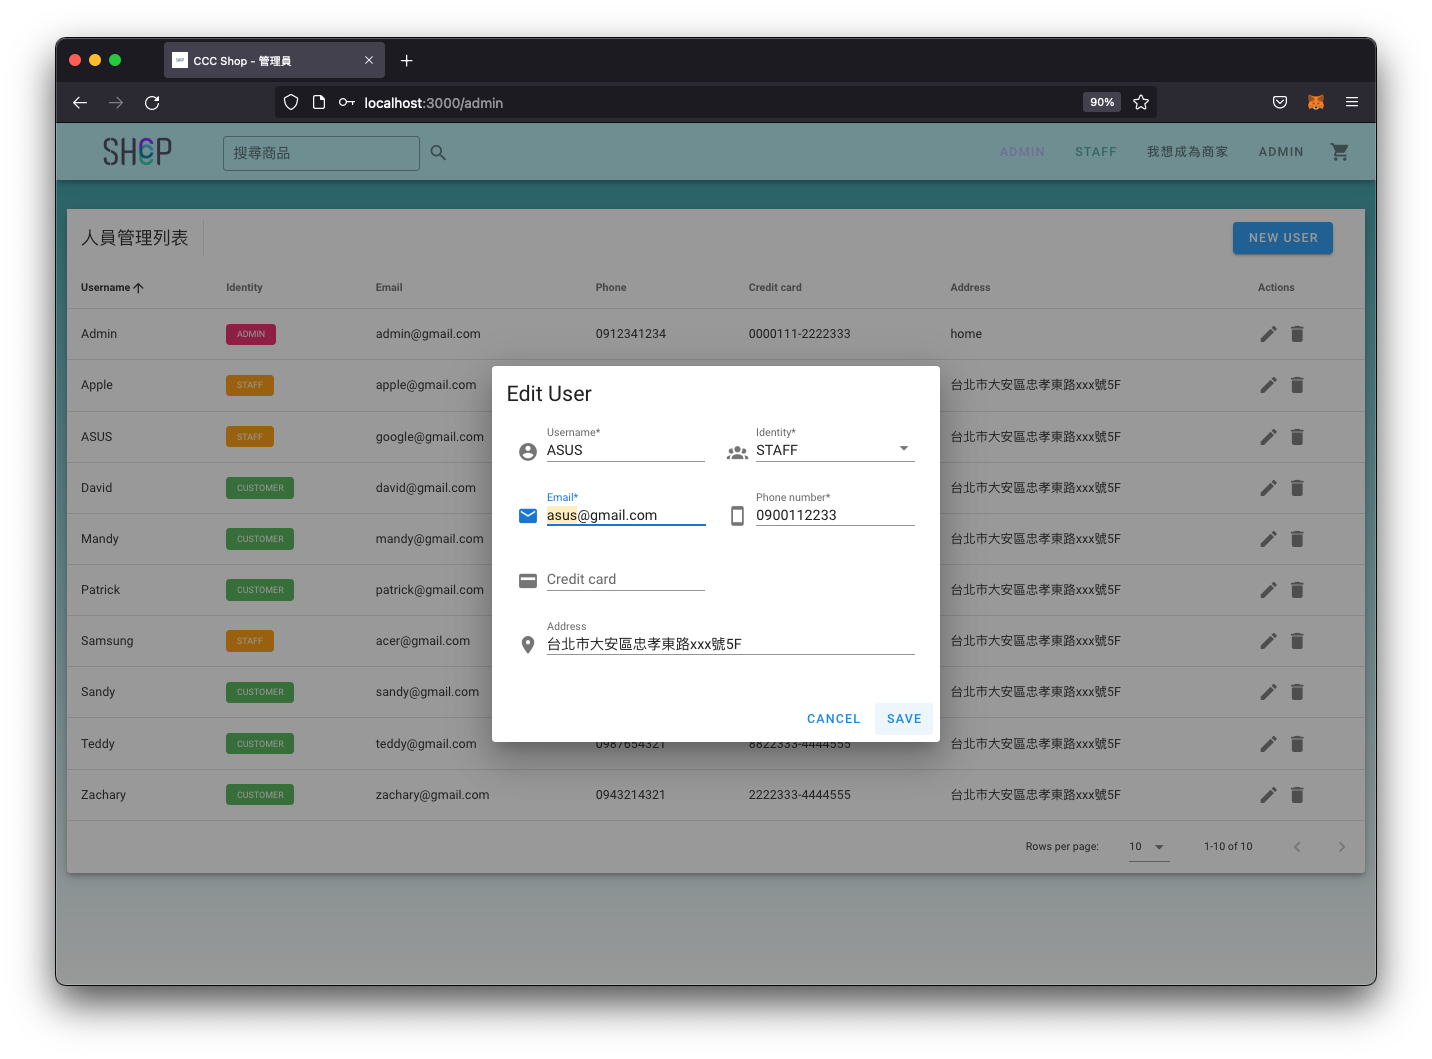 CCC Shop - 管理員
localhost:3000/admin
90%
SHOP
搜尋商品
ADMIN
STAFF
我想成為商家
ADMIN
人員管理列表
NEW USER
Username Identity Email Phone Credit card Address Actions
Admin ADMIN admin@gmail.com 0912341234 0000111-2222333 home
Apple STAFF apple@gmail.com 台北市大安區忠孝東路xxx號5F
ASUS STAFF google@gmail.com 台北市大安區忠孝東路xxx號5F
David CUSTOMER david@gmail.com 台北市大安區忠孝東路xxx號5F
Mandy CUSTOMER mandy@gmail.com 台北市大安區忠孝東路xxx號5F
Patrick CUSTOMER patrick@gmail.com 台北市大安區忠孝東路xxx號5F
Samsung STAFF acer@gmail.com 台北市大安區忠孝東路xxx號5F
Sandy CUSTOMER sandy@gmail.com 台北市大安區忠孝東路xxx號5F
Teddy CUSTOMER teddy@gmail.com 0987654321 8822333-4444555 台北市大安區忠孝東路xxx號5F
Zachary CUSTOMER zachary@gmail.com 0943214321 2222333-4444555 台北市大安區忠孝東路xxx號5F
Rows per page: 10 1-10 of 10
Edit User
Username* Identity*
ASUS STAFF
Email* Phone number*
asus@gmail.com 0900112233
Credit card
Address
台北市大安區忠孝東路xxx號5F
CANCEL SAVE